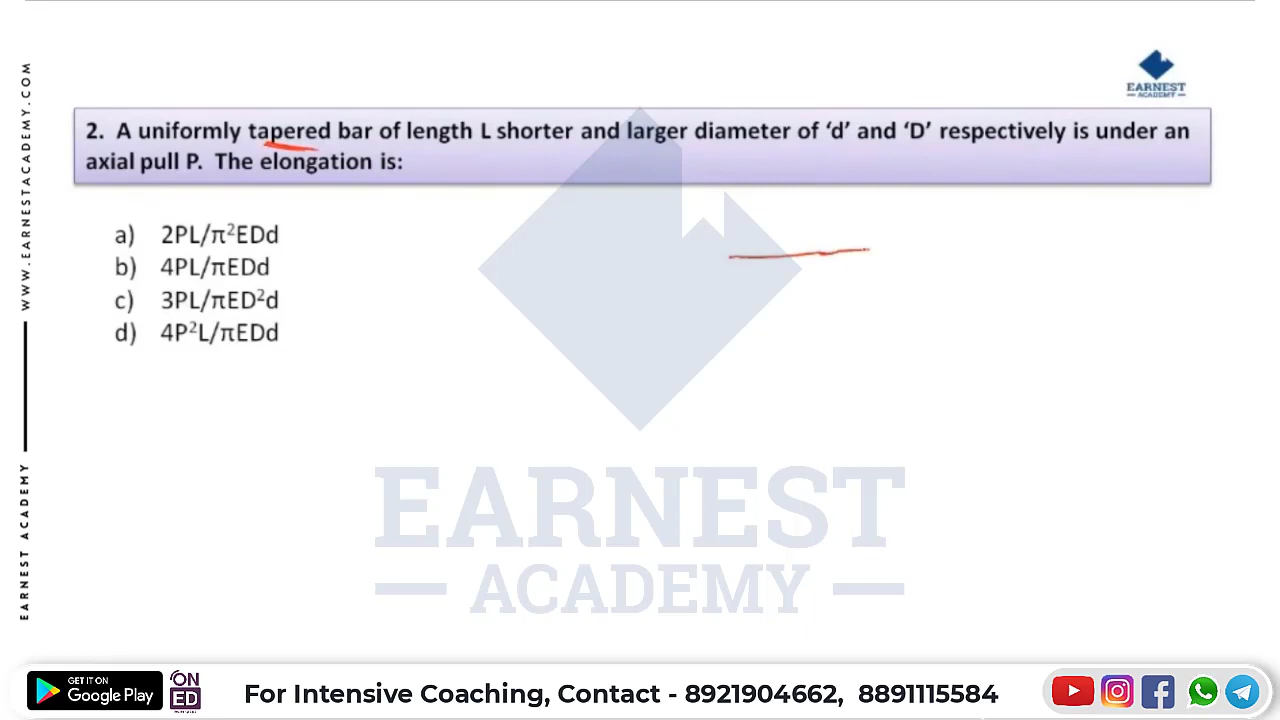 EARNEST
ACADEMY
WWW.EARNESTACADEMY.COM
EARNEST ACADEMY
2. A uniformly tapered bar of length L shorter and larger diameter of ‘d’ and ‘D’ respectively is under an
axial pull P. The elongation is:
a) 2PL/π²EDd
b) 4PL/πEDd
c) 3PL/πED²d
d) 4P²L/πEDd
EARNEST
ACADEMY
GET IT ON
Google Play
ON
ED
For Intensive Coaching, Contact - 8921904662, 8891115584